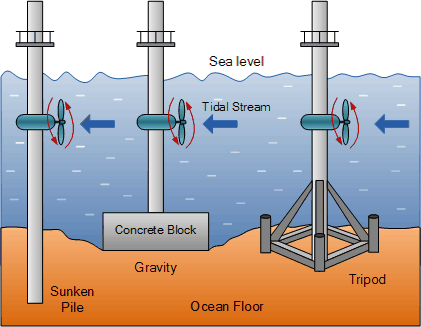 Sea level
Tidal Stream
Concrete Block
Gravity
Tripod
Sunken
Pile
Ocean Floor